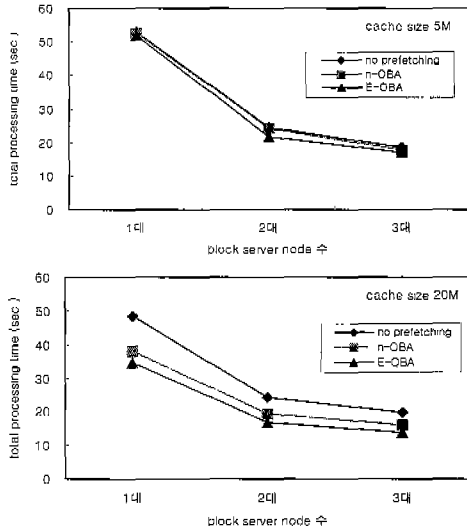 cache size 5M
no prefetching
n-OBA
E-OBA
total processing time (sec)
60
50
40
30
20
10
0
1대
2대
3대
block server node 수
cache size 20M
no prefetching
n-OBA
E-OBA
total processing time (sec)
60
50
40
30
20
10
0
1대
2대
3대
block server node 수